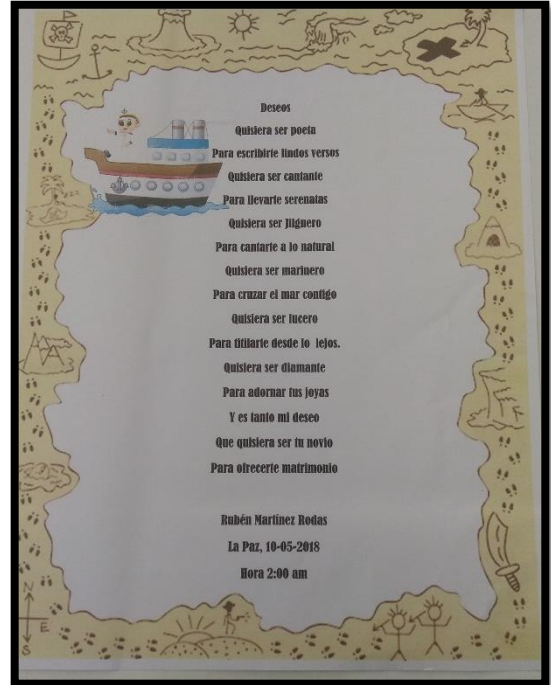 Deseos
Quisiera ser poeta
Para escribirte lindos versos
Quisiera ser cantante
Para llevarte serenatas
Quisiera ser Jilguero
Para cantarte a lo natural
Quisiera ser marinero
Para cruzar el mar contigo
Quisiera ser lucero
Para titilarte desde lo lejos.
Quisiera ser diamante
Para adornar tus joyas
Y es tanto mi deseo
Que quisiera ser tu novio
Para ofrecerte matrimonio
Rubén Martínez Rodas
La Paz, 10-05-2018
Hora 2:00 am
N
E
S